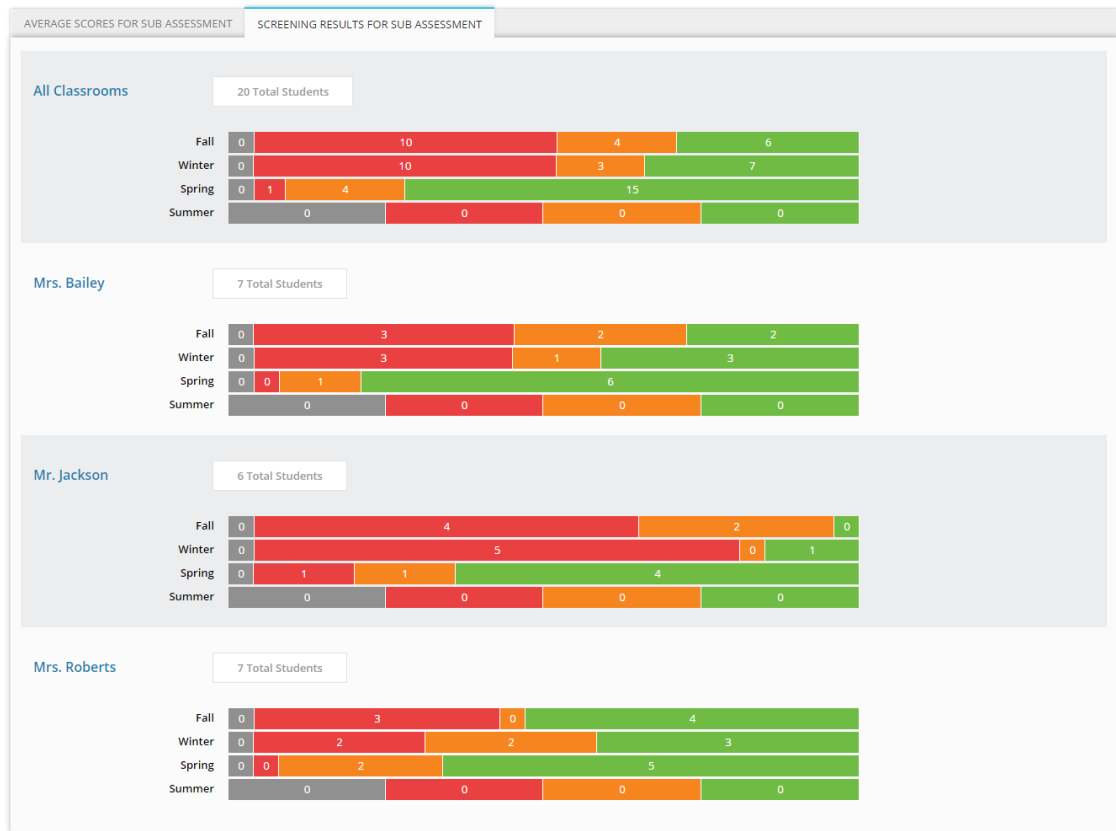 AVERAGE SCORES FOR SUB ASSESSMENT SCREENING RESULTS FOR SUB ASSESSMENT
All Classrooms 20 Total Students
Fall 0 10 4 6
Winter 0 10 3 7
Spring 0 1 4 15
Summer 0 0 0 0
Mrs. Bailey 7 Total Students
Fall 0 3 2 2
Winter 0 3 1 3
Spring 0 0 1 6
Summer 0 0 0 0
Mr. Jackson 6 Total Students
Fall 0 4 2 0
Winter 0 5 0 1
Spring 0 1 1 4
Summer 0 0 0 0
Mrs. Roberts 7 Total Students
Fall 0 3 0 4
Winter 0 2 2 3
Spring 0 0 2 5
Summer 0 0 0 0